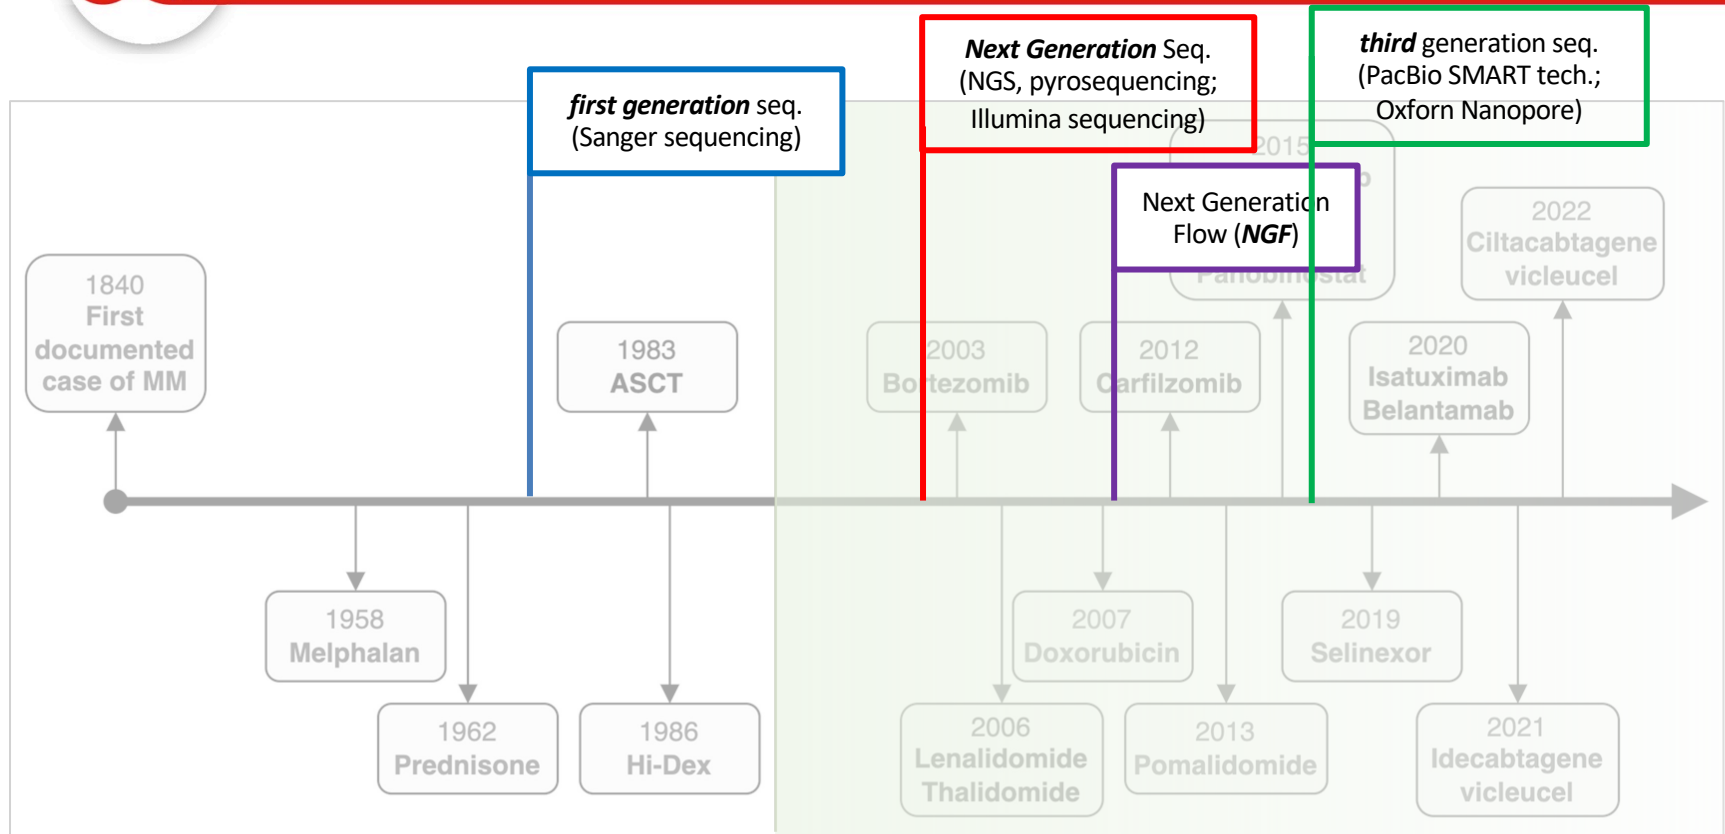 first generation seq.
(Sanger sequencing)
Next Generation Seq.
(NGS, pyrosequencing;
Illumina sequencing)
third generation seq.
(PacBio SMART tech.;
Oxforn Nanopore)
Next Generation
Flow (NGF)
1840
First
documented
case of MM
1983
ASCT
2003
Bortezomib
2012
Carfilzomib
2015
Panobinostat
2020
Isatuximab
Belantamab
2022
Ciltacabtagene
vicleucel
1958
Melphalan
1962
Prednisone
1986
Hi-Dex
2006
Lenalidomide
Thalidomide
2007
Doxorubicin
2013
Pomalidomide
2019
Selinexor
2021
Idecabtagene
vicleucel